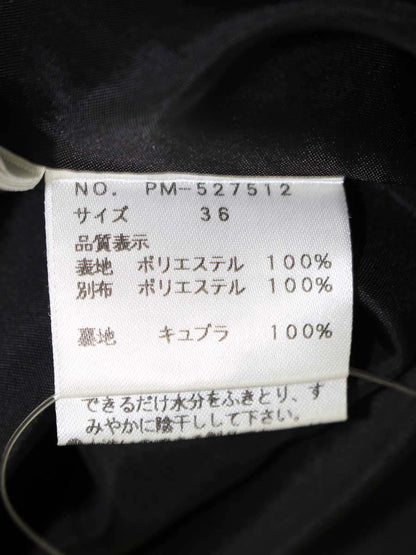 NO. PM-527512
サイズ 36
品質表示
表地 ポリエステル 100%
別布 ポリエステル 100%
裏地 キュプラ 100%
できるだけ水分をふきとり、す
みやかに陰干しして下さい。